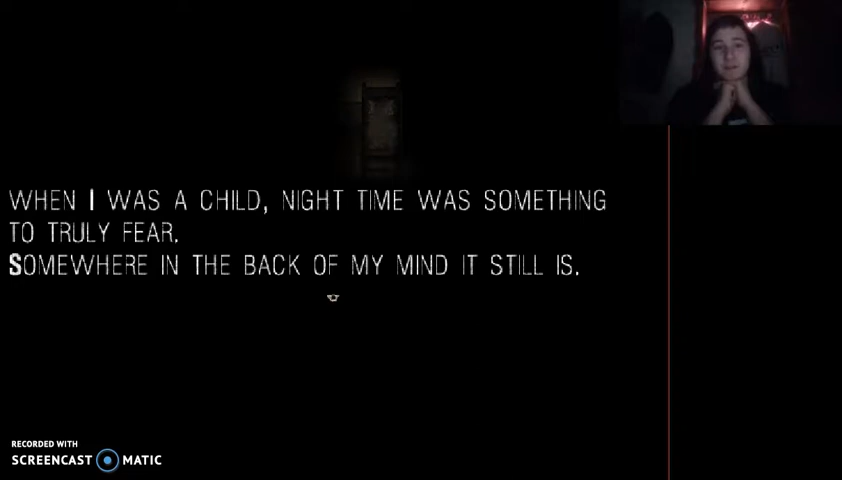 WHEN I WAS A CHILD, NIGHT TIME WAS SOMETHING
TO TRULY FEAR.
SOMEWHERE IN THE BACK OF MY MIND IT STILL IS.
RECORDED WITH
SCREENCAST MATIC